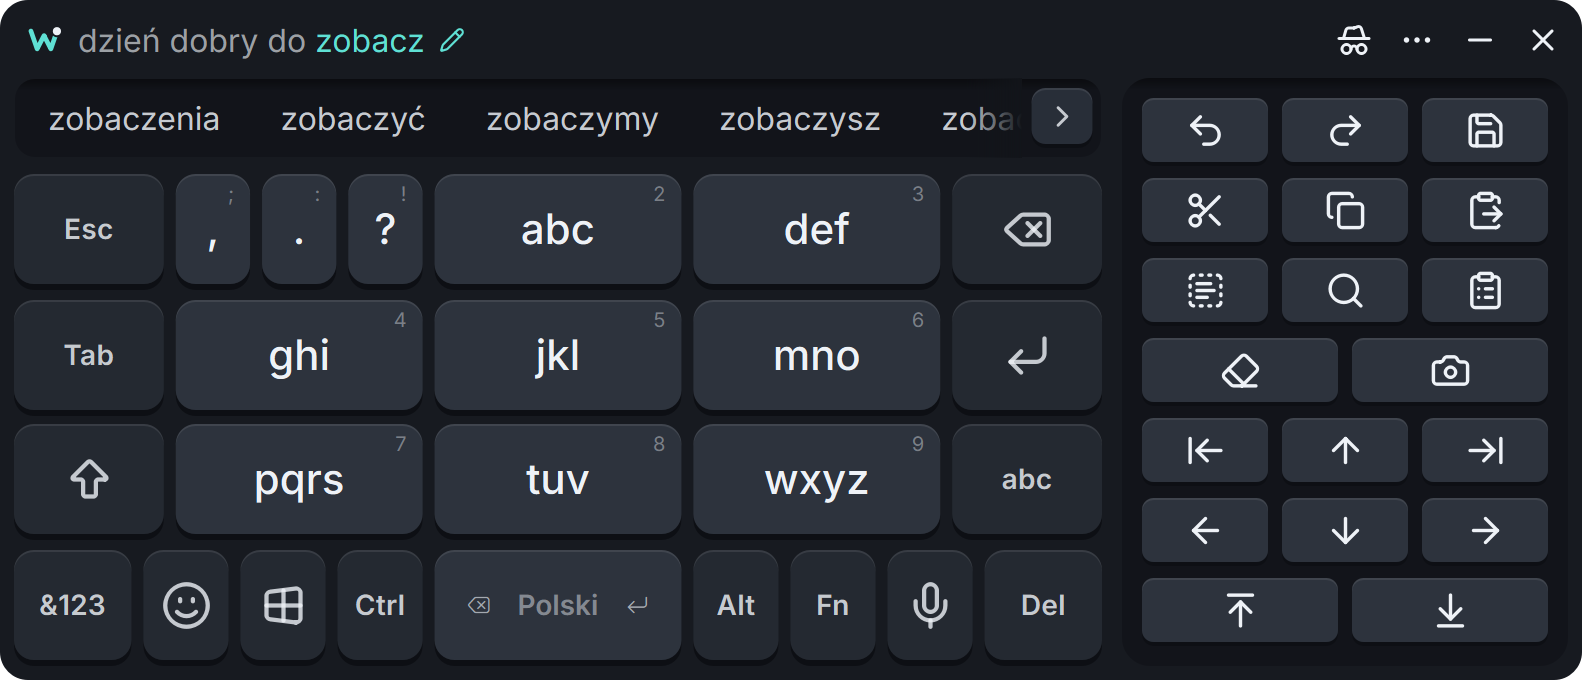 dzień dobry do zobacz
zobaczenia zobaczyć zobaczymy zobaczysz
Esc , ; . : ? ! abc 2 def 3
Tab ghi 4 jkl 5 mno 6
pqrs 7 tuv 8 wxyz 9 abc
&123 Ctrl Polski Alt Fn Del